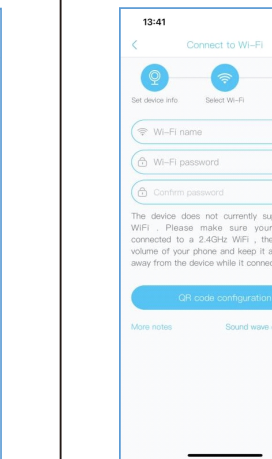 13:41
Connect to Wi-Fi
Set device info
Select Wi-Fi
Wi-Fi name
Wi-Fi password
Confirm password
The device does not currently
WIFI . Please make sure your
connected to a 2.4GHz WiFi , the
volume of your phone and keep it
away from the device while it
QR code configuration
More notes
Sound wave